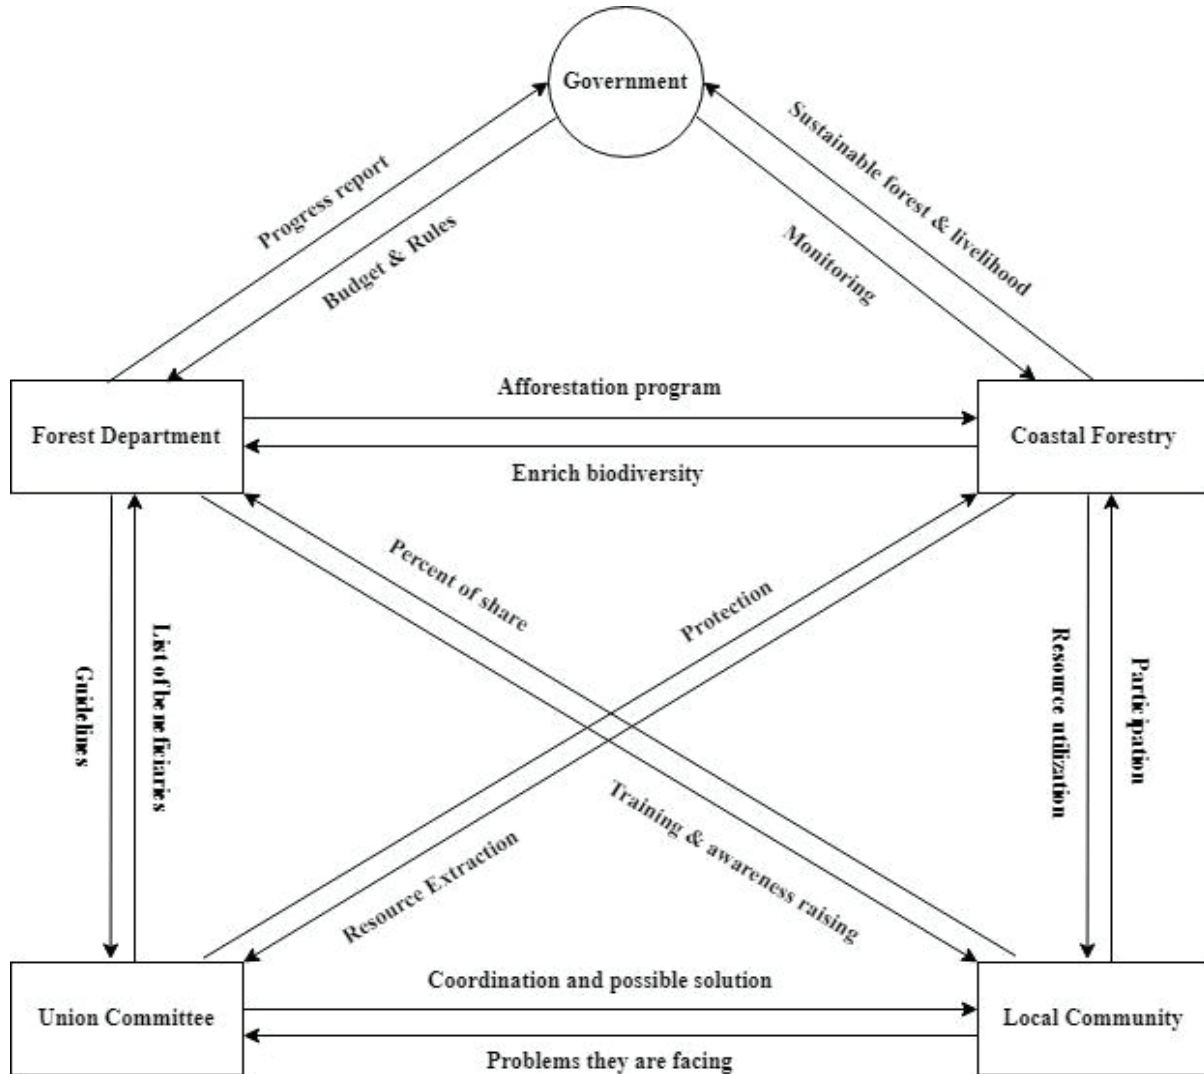 Government
Progress report
Budget & Rules
Sustainable forest & livelihood
Monitoring
Forest Department
Afforestation program
Enrich biodiversity
Coastal Forestry
Percent of share
Protection
Guidelines
List of beneficiaries
Resource utilization
Participation
Resource Extraction
Training & awareness raising
Union Committee
Coordination and possible solution
Problems they are facing
Local Community